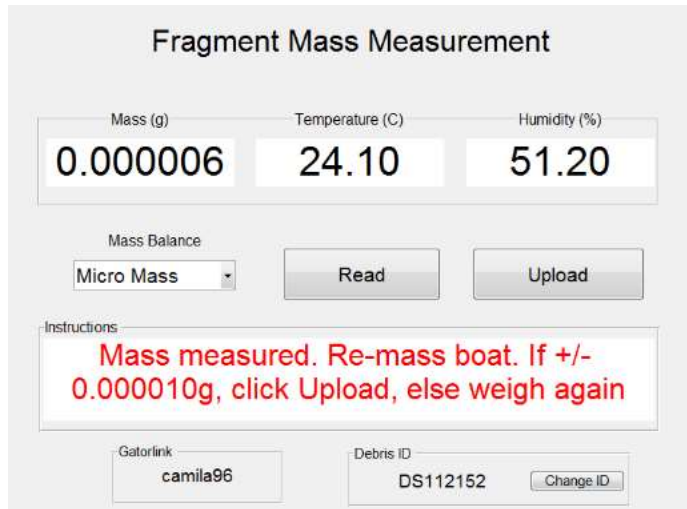 Fragment Mass Measurement
Mass (g)
Temperature (C)
Humidity (%)
0.000006
24.10
51.20
Mass Balance
Micro Mass
Read
Upload
Instructions
Mass measured. Re-mass boat. If +/-
0.000010g, click Upload, else weigh again
Gatorlink
camila96
Debris ID
DS112152
Change ID